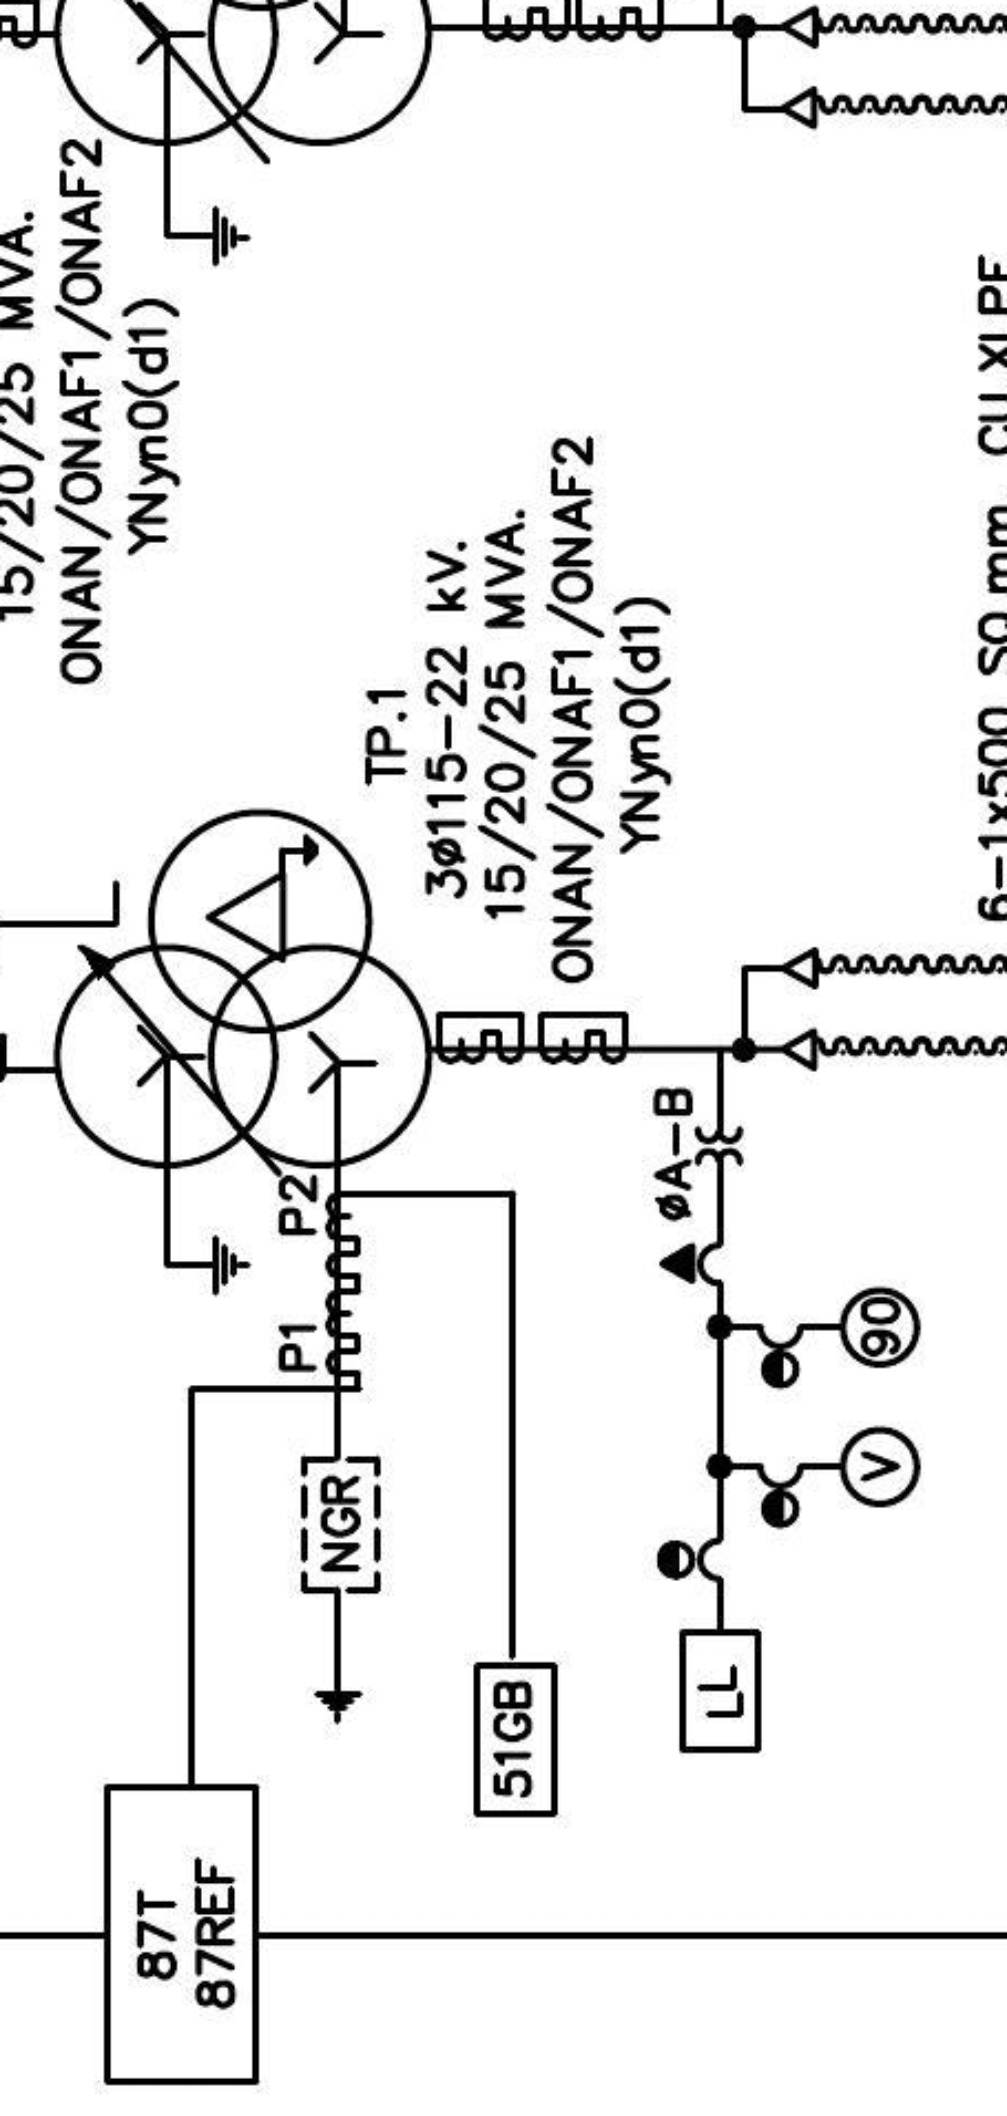 15/20/25 MVA.
ONAN/ONAF1/ONAF2
YNyn0(d1)
TP.1
3ø115-22 kV.
15/20/25 MVA.
ONAN/ONAF1/ONAF2
YNyn0(d1)
P2
P1
NGR
51GB
87T
87REF
øA-B
90
V
LL
6-1x500 SQ.mm. CU.XLPE